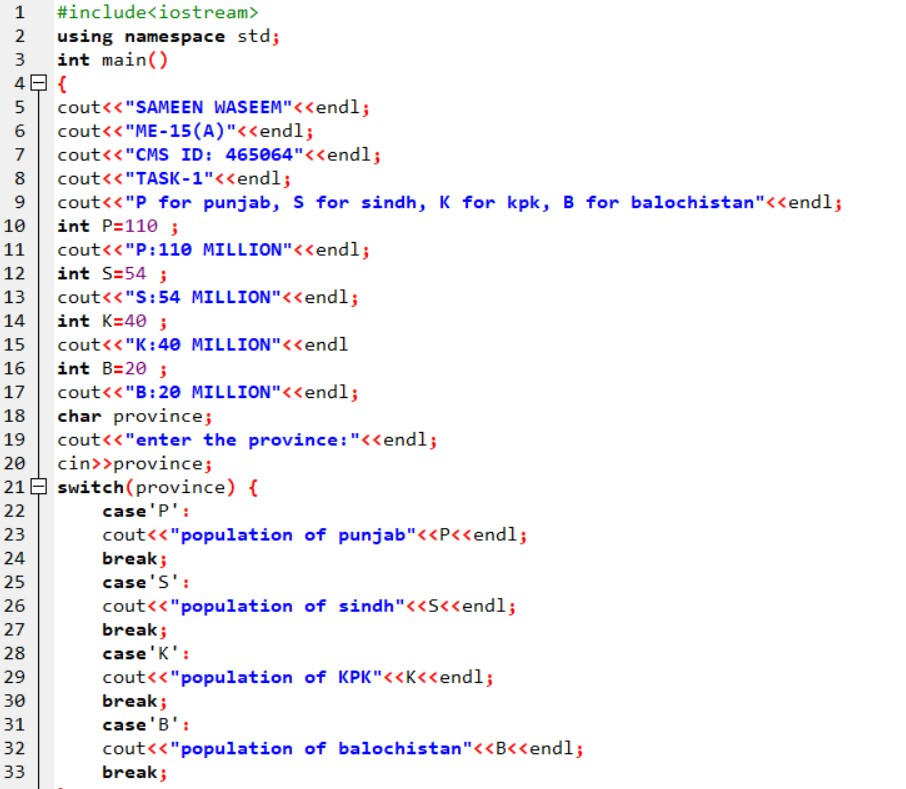 1 #include<iostream>
2 using namespace std;
3 int main()
4 {
5 cout<<"SAMEEN WASEEM"<<endl;
6 cout<<"ME-15(A)"<<endl;
7 cout<<"CMS ID: 465064"<<endl;
8 cout<<"TASK-1"<<endl;
9 cout<<"P for punjab, S for sindh, K for kpk, B for balochistan"<<endl;
10 int P=110 ;
11 cout<<"P:110 MILLION"<<endl;
12 int S=54 ;
13 cout<<"S:54 MILLION"<<endl;
14 int K=40 ;
15 cout<<"K:40 MILLION"<<endl
16 int B=20 ;
17 cout<<"B:20 MILLION"<<endl;
18 char province;
19 cout<<"enter the province:"<<endl;
20 cin>>province;
21 switch(province) {
22 case'P':
23 cout<<"population of punjab"<<P<<endl;
24 break;
25 case'S':
26 cout<<"population of sindh"<<S<<endl;
27 break;
28 case'K':
29 cout<<"population of KPK"<<K<<endl;
30 break;
31 case'B':
32 cout<<"population of balochistan"<<B<<endl;
33 break;